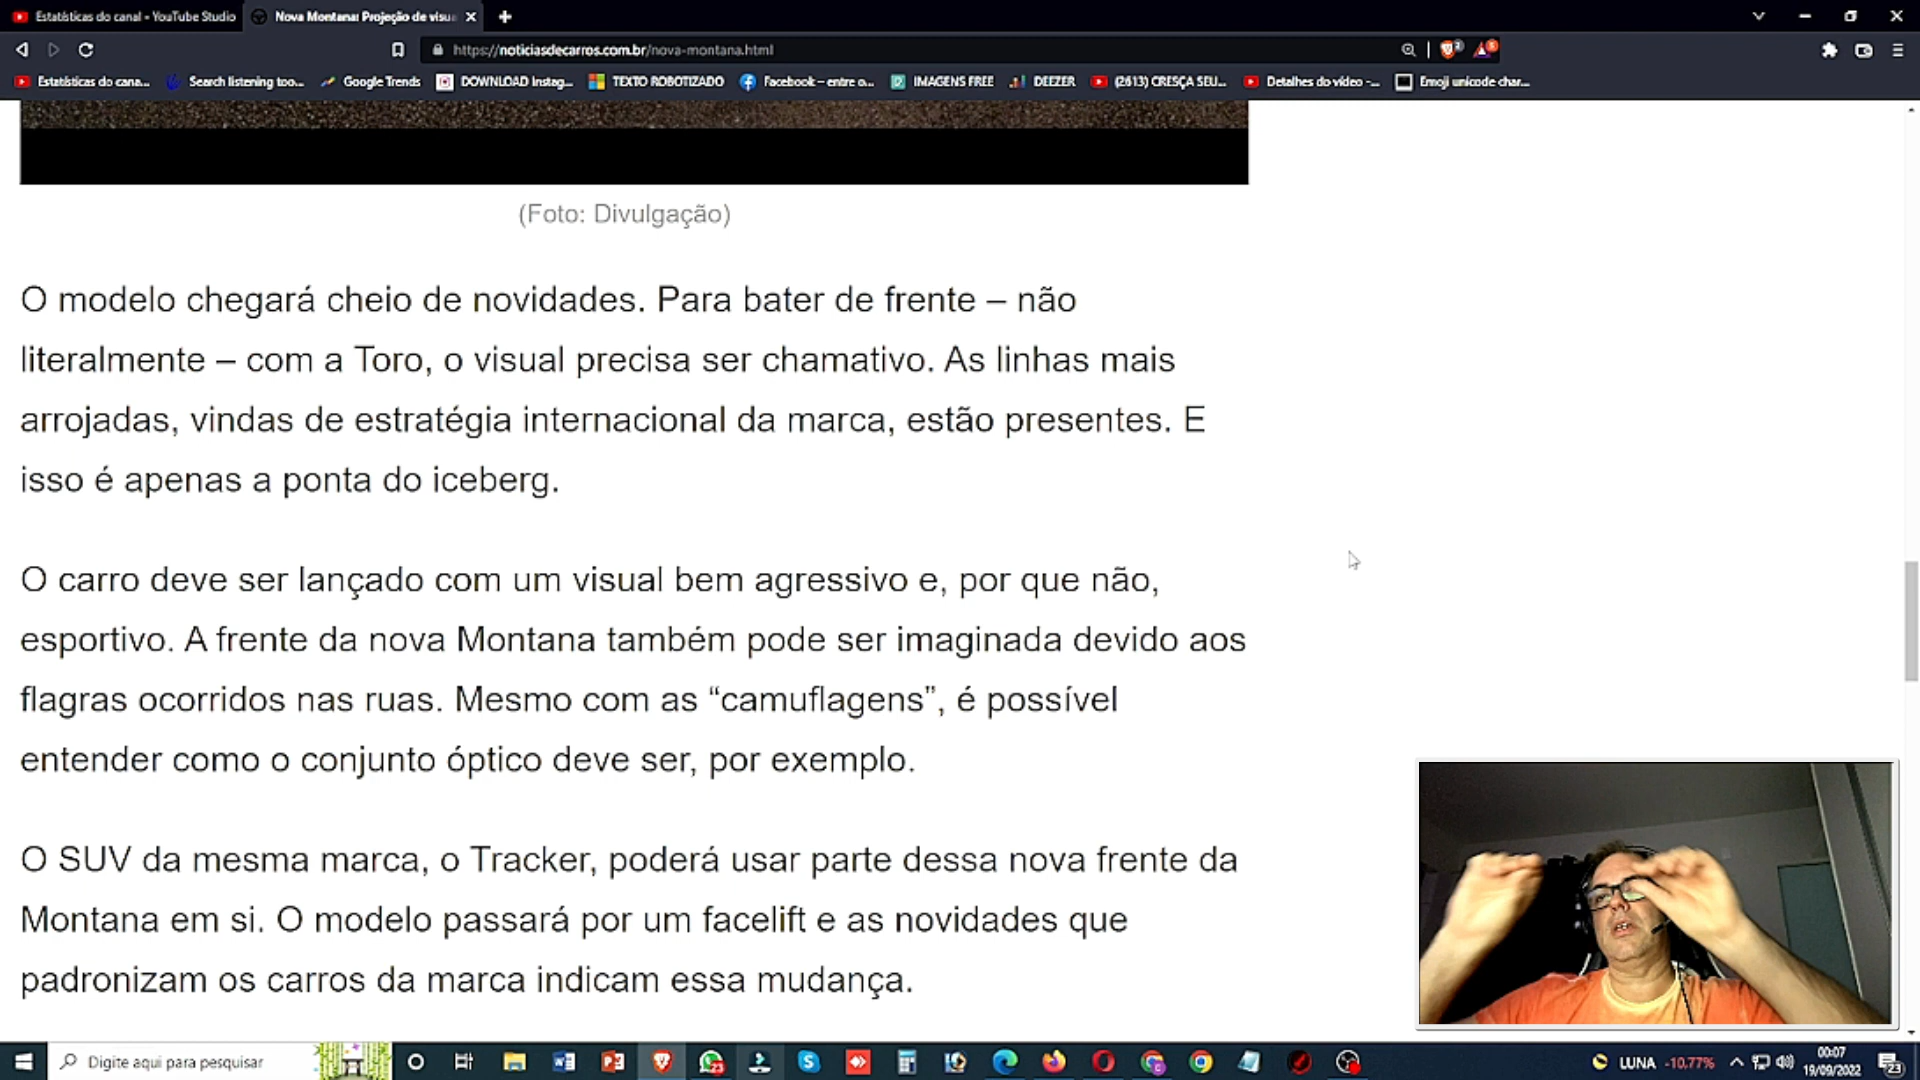 Estatísticas do canal - YouTube Studio
Nova Montana: Projeção de visu
https://noticiasdecarros.com.br/nova-montana.html
Estatísticas do cana...
Search listening too...
Google Trends
DOWNLOAD Instag...
TEXTO ROBOTIZADO
Facebook – entre o...
IMAGENS FREE
DEEZER
(2613) CRESÇA SEU...
Detalhes do vídeo -...
Emoji unicode char...
(Foto: Divulgação)
O modelo chegará cheio de novidades. Para bater de frente – não
literalmente – com a Toro, o visual precisa ser chamativo. As linhas mais
arrojadas, vindas de estratégia internacional da marca, estão presentes. E
isso é apenas a ponta do iceberg.
O carro deve ser lançado com um visual bem agressivo e, por que não,
esportivo. A frente da nova Montana também pode ser imaginada devido aos
flagras ocorridos nas ruas. Mesmo com as “camuflagens”, é possível
entender como o conjunto óptico deve ser, por exemplo.
O SUV da mesma marca, o Tracker, poderá usar parte dessa nova frente da
Montana em si. O modelo passará por um facelift e as novidades que
padronizam os carros da marca indicam essa mudança.
Digite aqui para pesquisar
LUNA -10.77%
00:07
19/09/2022
23